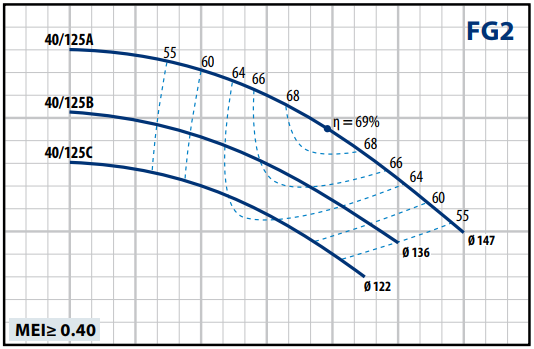 FG2
40/125A
55
60
64
66
68
η = 69%
40/125B
40/125C
68
66
64
60
55
Ø 147
Ø 136
Ø 122
MEI≥ 0.40